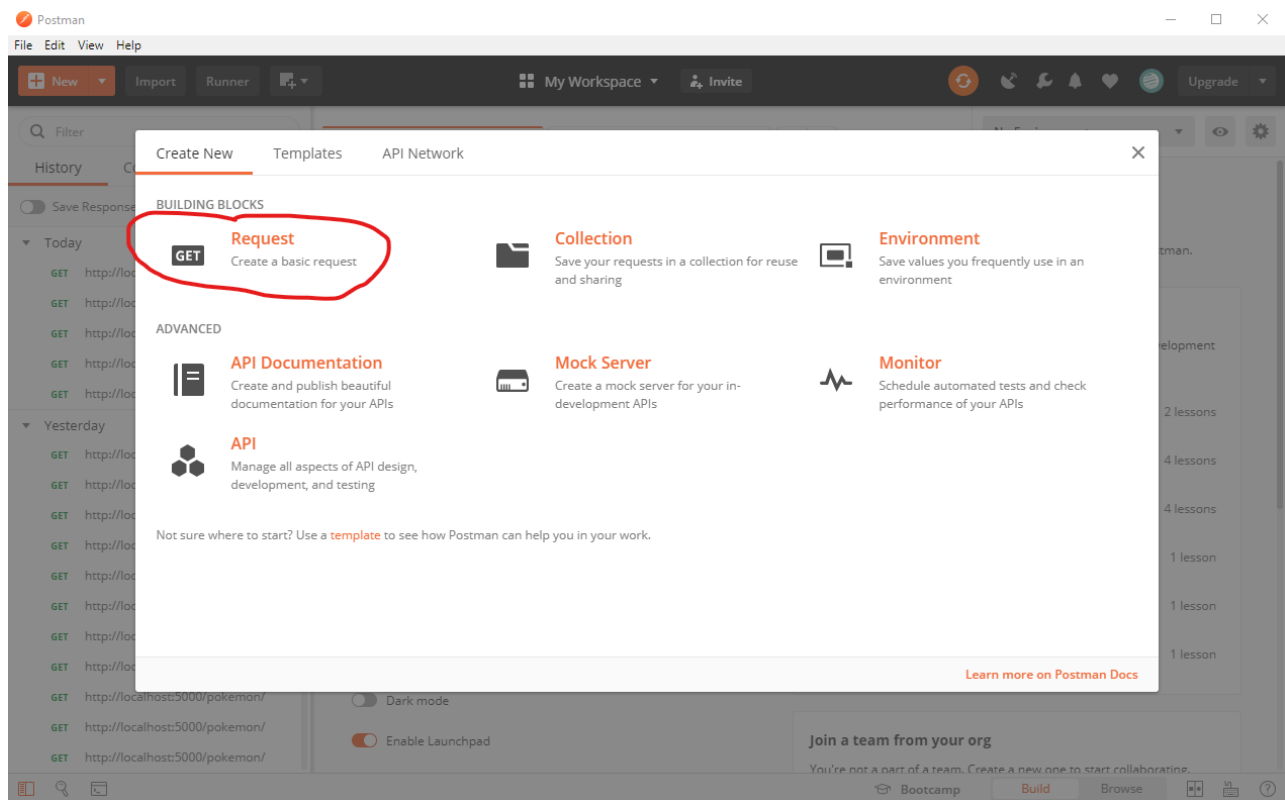 Postman
File Edit View Help
New Import Runner My Workspace Invite Upgrade
Filter
History
Save Response
Today
GET http://loc
GET http://loc
GET http://loc
GET http://loc
GET http://loc
Yesterday
GET http://loc
GET http://loc
GET http://loc
GET http://loc
GET http://loc
GET http://loc
GET http://loc
GET http://loc
GET http://localhost:5000/pokemon/
GET http://localhost:5000/pokemon/
GET http://localhost:5000/pokemon/
Create New Templates API Network
BUILDING BLOCKS
GET
Request
Create a basic request
Collection
Save your requests in a collection for reuse
and sharing
Environment
Save values you frequently use in an
environment
ADVANCED
API Documentation
Create and publish beautiful
documentation for your APIs
Mock Server
Create a mock server for your in-
development APIs
Monitor
Schedule automated tests and check
performance of your APIs
API
Manage all aspects of API design,
development, and testing
Not sure where to start? Use a template to see how Postman can help you in your work.
Learn more on Postman Docs
tman.
elopment
2 lessons
4 lessons
4 lessons
1 lesson
1 lesson
1 lesson
Dark mode
Enable Launchpad
Join a team from your org
You're not a part of a team. Create a new one to start collaborating.
Bootcamp Build Browse